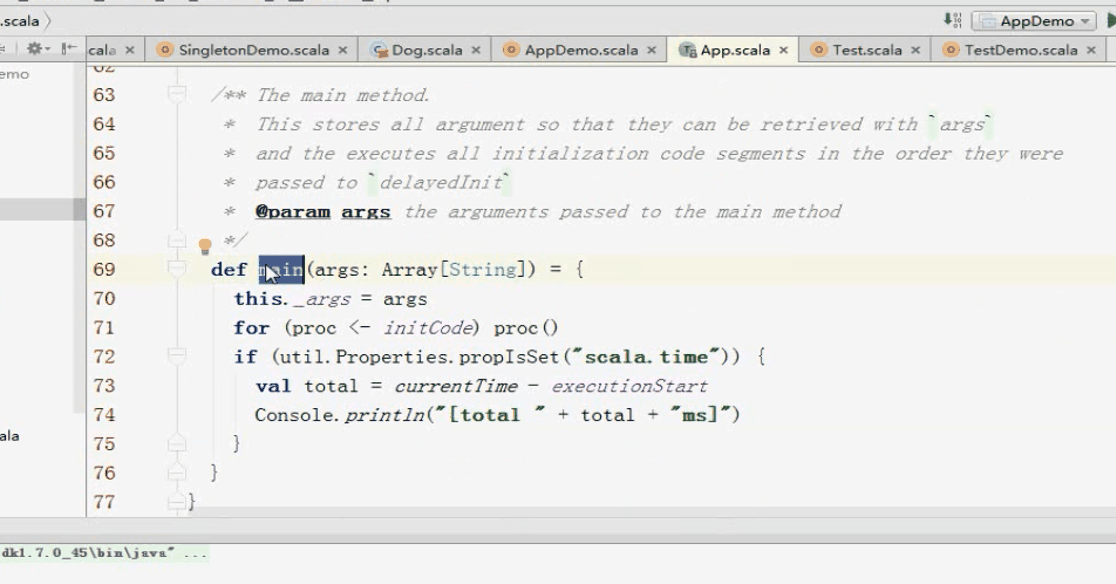 .scala
AppDemo
cala × SingletonDemo.scala × Dog.scala × AppDemo.scala × App.scala × Test.scala × TestDemo.scala ×
emo
62
63 /** The main method.
64 * This stores all argument so that they can be retrieved with `args`
65 * and the executes all initialization code segments in the order they were
66 * passed to `delayedInit`
67 * @param args the arguments passed to the main method
68 */
69 def main(args: Array[String]) = {
70 this._args = args
71 for (proc <- initCode) proc()
72 if (util.Properties.propIsSet("scala.time")) {
73 val total = currentTime - executionStart
74 Console.println("[total " + total + "ms]")
ala
75 }
76 }
77 }
dk1.7.0_45\bin\java" ...